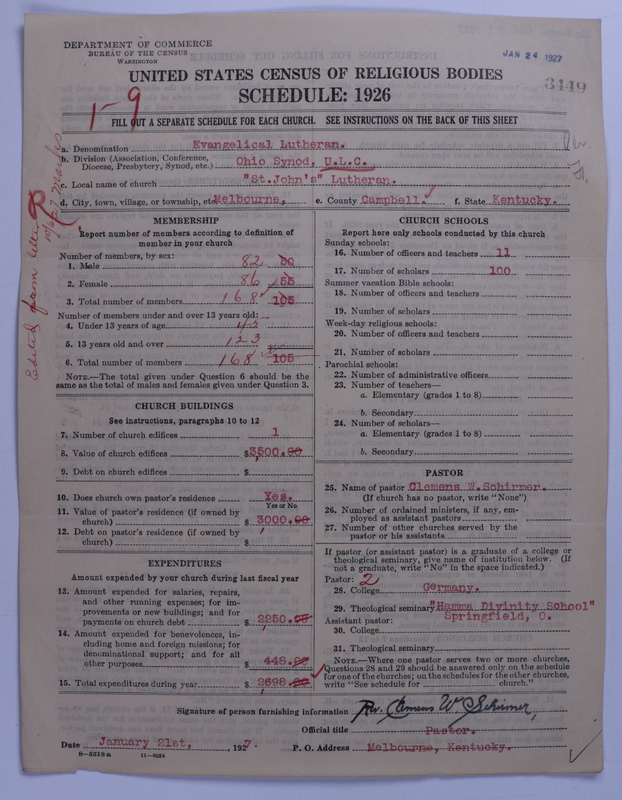 DEPARTMENT OF COMMERCE
BUREAU OF THE CENSUS
WASHINGTON
JAN 24 1927
3449
UNITED STATES CENSUS OF RELIGIOUS BODIES
SCHEDULE: 1926
1-9
FILL OUT A SEPARATE SCHEDULE FOR EACH CHURCH. SEE INSTRUCTIONS ON THE BACK OF THIS SHEET
a. Denomination Evangelical Lutheran.
b. Division (Association, Conference, Diocese, Presbytery, Synod, etc.) Ohio Synod, U.L.C.
c. Local name of church "St.John's" Lutheran.
d. City, town, village, or township, etc. Melbourne, e. County Campbell. f. State Kentucky.
Edited from letter
MEMBERSHIP
Report number of members according to definition of
member in your church
Number of members, by sex:
1. Male 82 50
2. Female 86 55
3. Total number of members 168 105
Number of members under and over 13 years old:
4. Under 13 years of age 45
5. 13 years old and over 123
6. Total number of members 168 105
NOTE.—The total given under Question 6 should be the
same as the total of males and females given under Question 3.
CHURCH BUILDINGS
See instructions, paragraphs 10 to 12
7. Number of church edifices 1
8. Value of church edifices $3500.00
9. Debt on church edifices $
10. Does church own pastor's residence Yes.
Yes or No
11. Value of pastor's residence (if owned by
church) $ 3000.00
12. Debt on pastor's residence (if owned by
church) $
EXPENDITURES
Amount expended by your church during last fiscal year
13. Amount expended for salaries, repairs,
and other running expenses; for im-
provements or new buildings; and for
payments on church debt $ 2250.00
14. Amount expended for benevolences, in-
cluding home and foreign missions; for
denominational support; and for all
other purposes $ 448.00
15. Total expenditures during year $ 2698.00
CHURCH SCHOOLS
Report here only schools conducted by this church
Sunday schools:
16. Number of officers and teachers 11
17. Number of scholars 100
Summer vacation Bible schools:
18. Number of officers and teachers
19. Number of scholars
Week-day religious schools:
20. Number of officers and teachers
21. Number of scholars
Parochial schools:
22. Number of administrative officers
23. Number of teachers—
a. Elementary (grades 1 to 8)
b. Secondary
24. Number of scholars—
a. Elementary (grades 1 to 8)
b. Secondary
PASTOR
25. Name of pastor Clemens W.Schirmer.
(If church has no pastor, write "None")
26. Number of ordained ministers, if any, em-
ployed as assistant pastors
27. Number of other churches served by the
pastor or his assistants
If pastor (or assistant pastor) is a graduate of a college or
theological seminary, give name of institution below. (If
not a graduate, write "No" in the space indicated.)
Pastor: 2
28. College Germany.
29. Theological seminary "Hamma Divinity School"
Springfield, O.
Assistant pastor:
30. College
31. Theological seminary
NOTE.—Where one pastor serves two or more churches,
Questions 28 and 29 should be answered only on the schedule
for one of the churches; on the schedules for the other churches,
write "See schedule for church."
Signature of person furnishing information Rev. Clemens W. Schirmer,
Official title Pastor.
Date January 21st, 1927. P. O. Address Melbourne, Kentucky.
8-5318a 11-9084